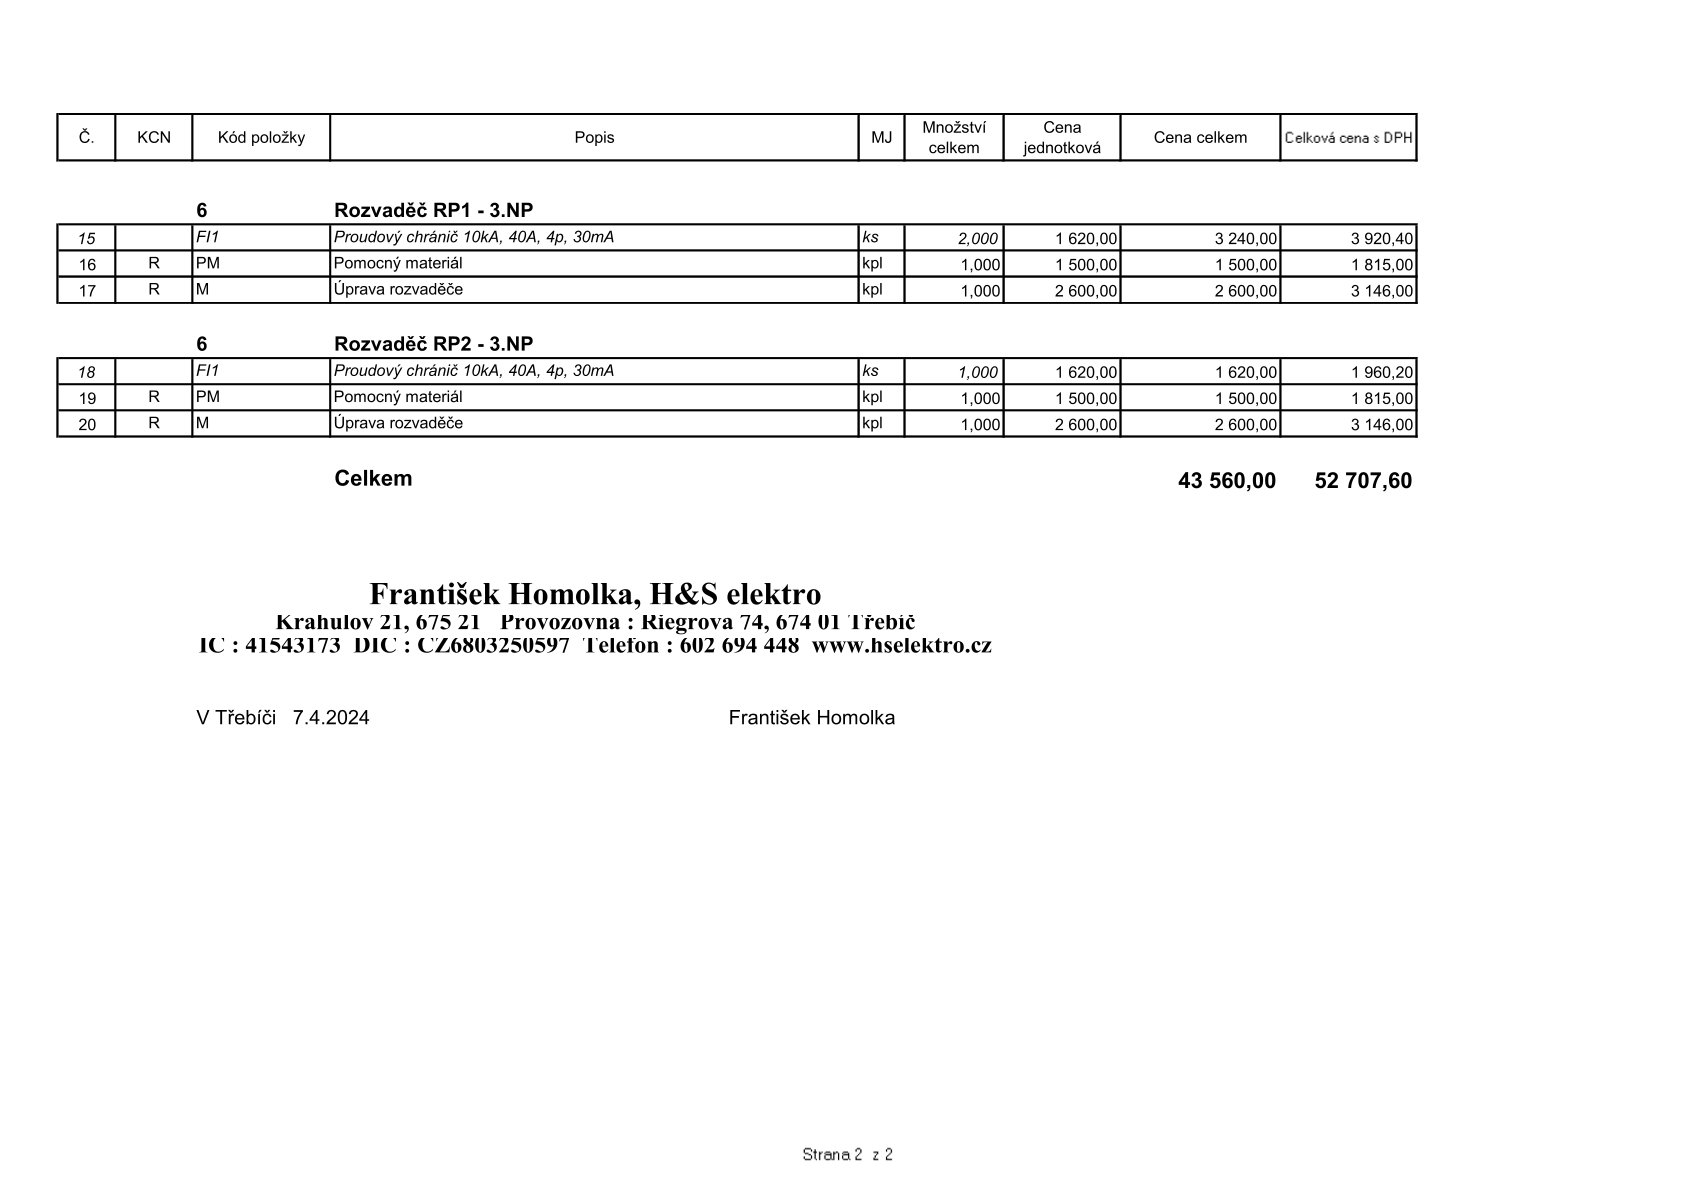 Č. KCN Kód položky Popis MJ Množství celkem Cena jednotková Cena celkem Celková cena s DPH
6 Rozvaděč RP1 - 3.NP
15 FI1 Proudový chránič 10kA, 40A, 4p, 30mA ks 2,000 1 620,00 3 240,00 3 920,40
16 R PM Pomocný materiál kpl 1,000 1 500,00 1 500,00 1 815,00
17 R M Úprava rozvaděče kpl 1,000 2 600,00 2 600,00 3 146,00
6 Rozvaděč RP2 - 3.NP
18 FI1 Proudový chránič 10kA, 40A, 4p, 30mA ks 1,000 1 620,00 1 620,00 1 960,20
19 R PM Pomocný materiál kpl 1,000 1 500,00 1 500,00 1 815,00
20 R M Úprava rozvaděče kpl 1,000 2 600,00 2 600,00 3 146,00
Celkem 43 560,00 52 707,60
František Homolka, H&S elektro
Krahulov 21, 675 21 Provozovna : Riegrova 74, 674 01 Třebíč
IČ : 41543173 DIČ : CZ6803250597 Telefon : 602 694 448 www.hselektro.cz
V Třebíči 7.4.2024 František Homolka
Strana 2 z 2